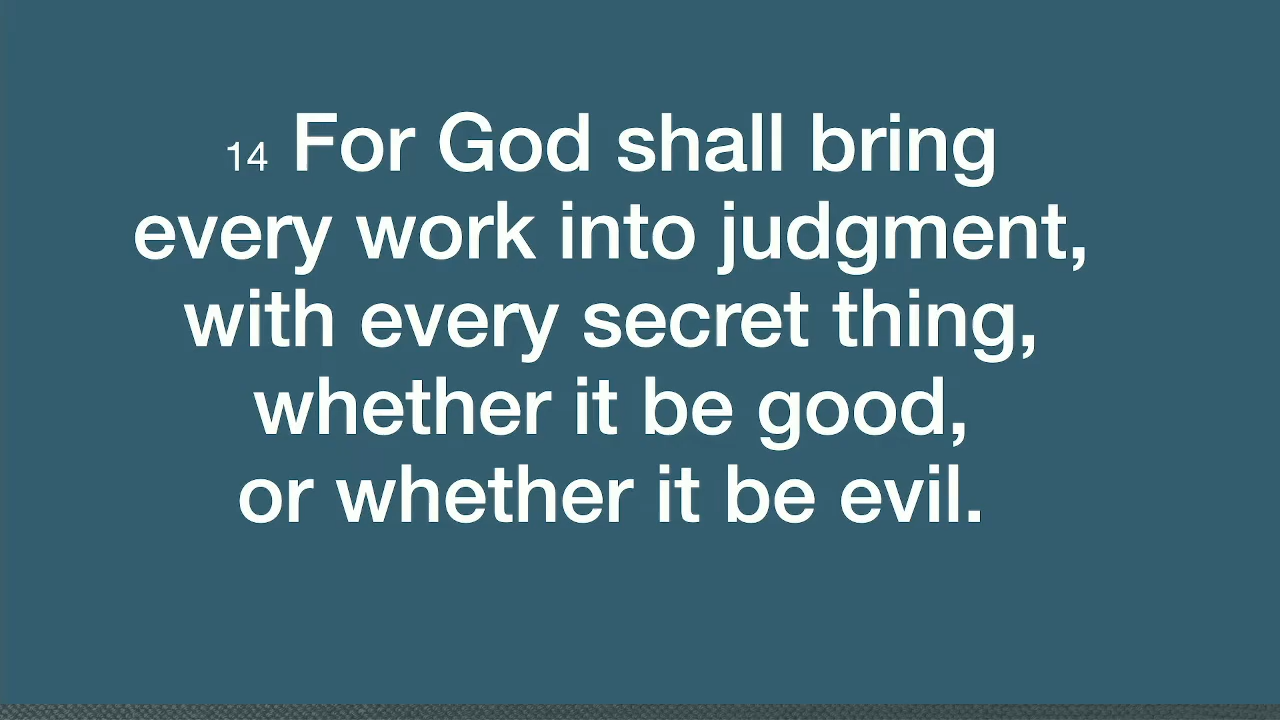 14 For God shall bring
every work into judgment,
with every secret thing,
whether it be good,
or whether it be evil.